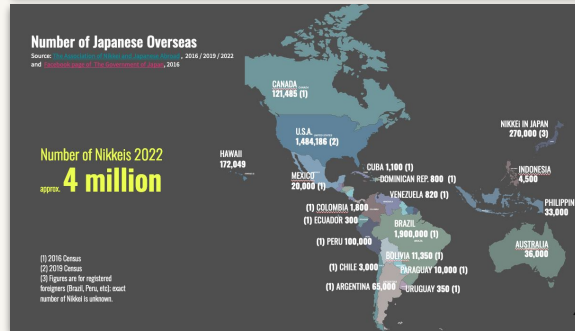 Number of Japanese Overseas
Source: The Association of Nikkei and Japanese Abroad, 2016 / 2019 / 2022
and Facebook page of The Government of Japan, 2016
CANADA
121,485 (1)
U.S.A.
1,484,186 (2)
HAWAII
172,049
Number of Nikkeis 2022
approx. 4 million
MEXICO
20,000 (1)
CUBA 1,100 (1)
DOMINICAN REP. 800 (1)
VENEZUELA 820 (1)
(1) COLOMBIA 1,800
(1) ECUADOR 300
BRAZIL
1,900,000 (1)
(1) PERU 100,000
BOLIVIA 11,350 (1)
(1) CHILE 3,000
PARAGUAY 10,000 (1)
(1) ARGENTINA 65,000
URUGUAY 350 (1)
NIKKEI IN JAPAN
270,000 (3)
INDONESIA
4,500
PHILIPPIN
33,000
AUSTRALIA
36,000
(1) 2016 Census
(2) 2019 Census
(3) Figures are for registered
foreigners (Brazil, Peru, etc): exact
number of Nikkei is unknown.